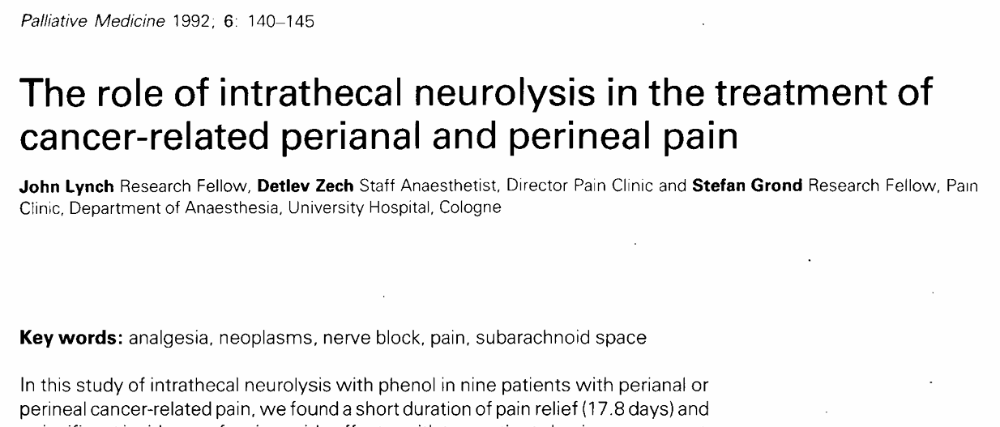 Palliative Medicine 1992; 6: 140–145
The role of intrathecal neurolysis in the treatment of
cancer-related perianal and perineal pain
John Lynch Research Fellow, Detlev Zech Staff Anaesthetist, Director Pain Clinic and Stefan Grond Research Fellow, Pain
Clinic, Department of Anaesthesia, University Hospital, Cologne
Key words: analgesia, neoplasms, nerve block, pain, subarachnoid space
In this study of intrathecal neurolysis with phenol in nine patients with perianal or
perineal cancer-related pain, we found a short duration of pain relief (17.8 days) and